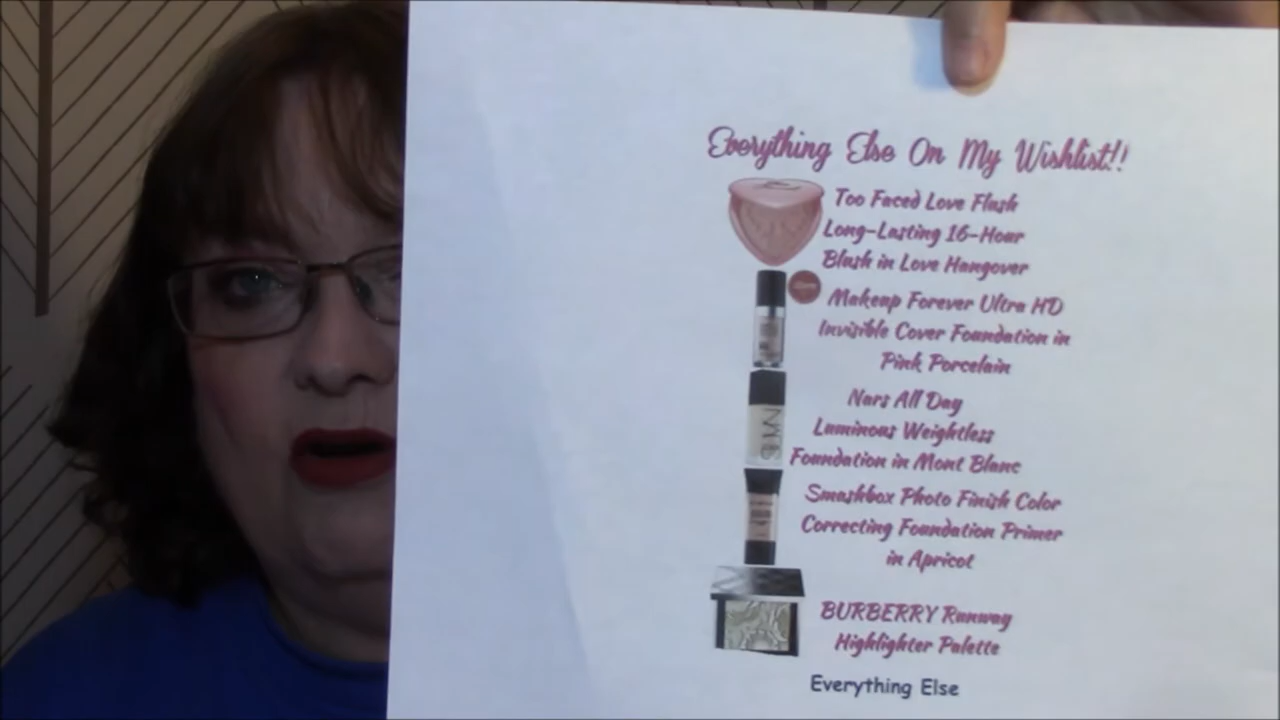 Everything Else On My Wishlist!!
Too Faced Love Flush
Long-Lasting 16-Hour
Blush in Love Hangover
Makeup Forever Ultra HD
Invisible Cover Foundation in
Pink Porcelain
Nars All Day
Luminous Weightless
Foundation in Mont Blanc
NARS
Smashbox Photo Finish Color
Correcting Foundation Primer
in Apricot
BURBERRY Runway
Highlighter Palette
Everything Else